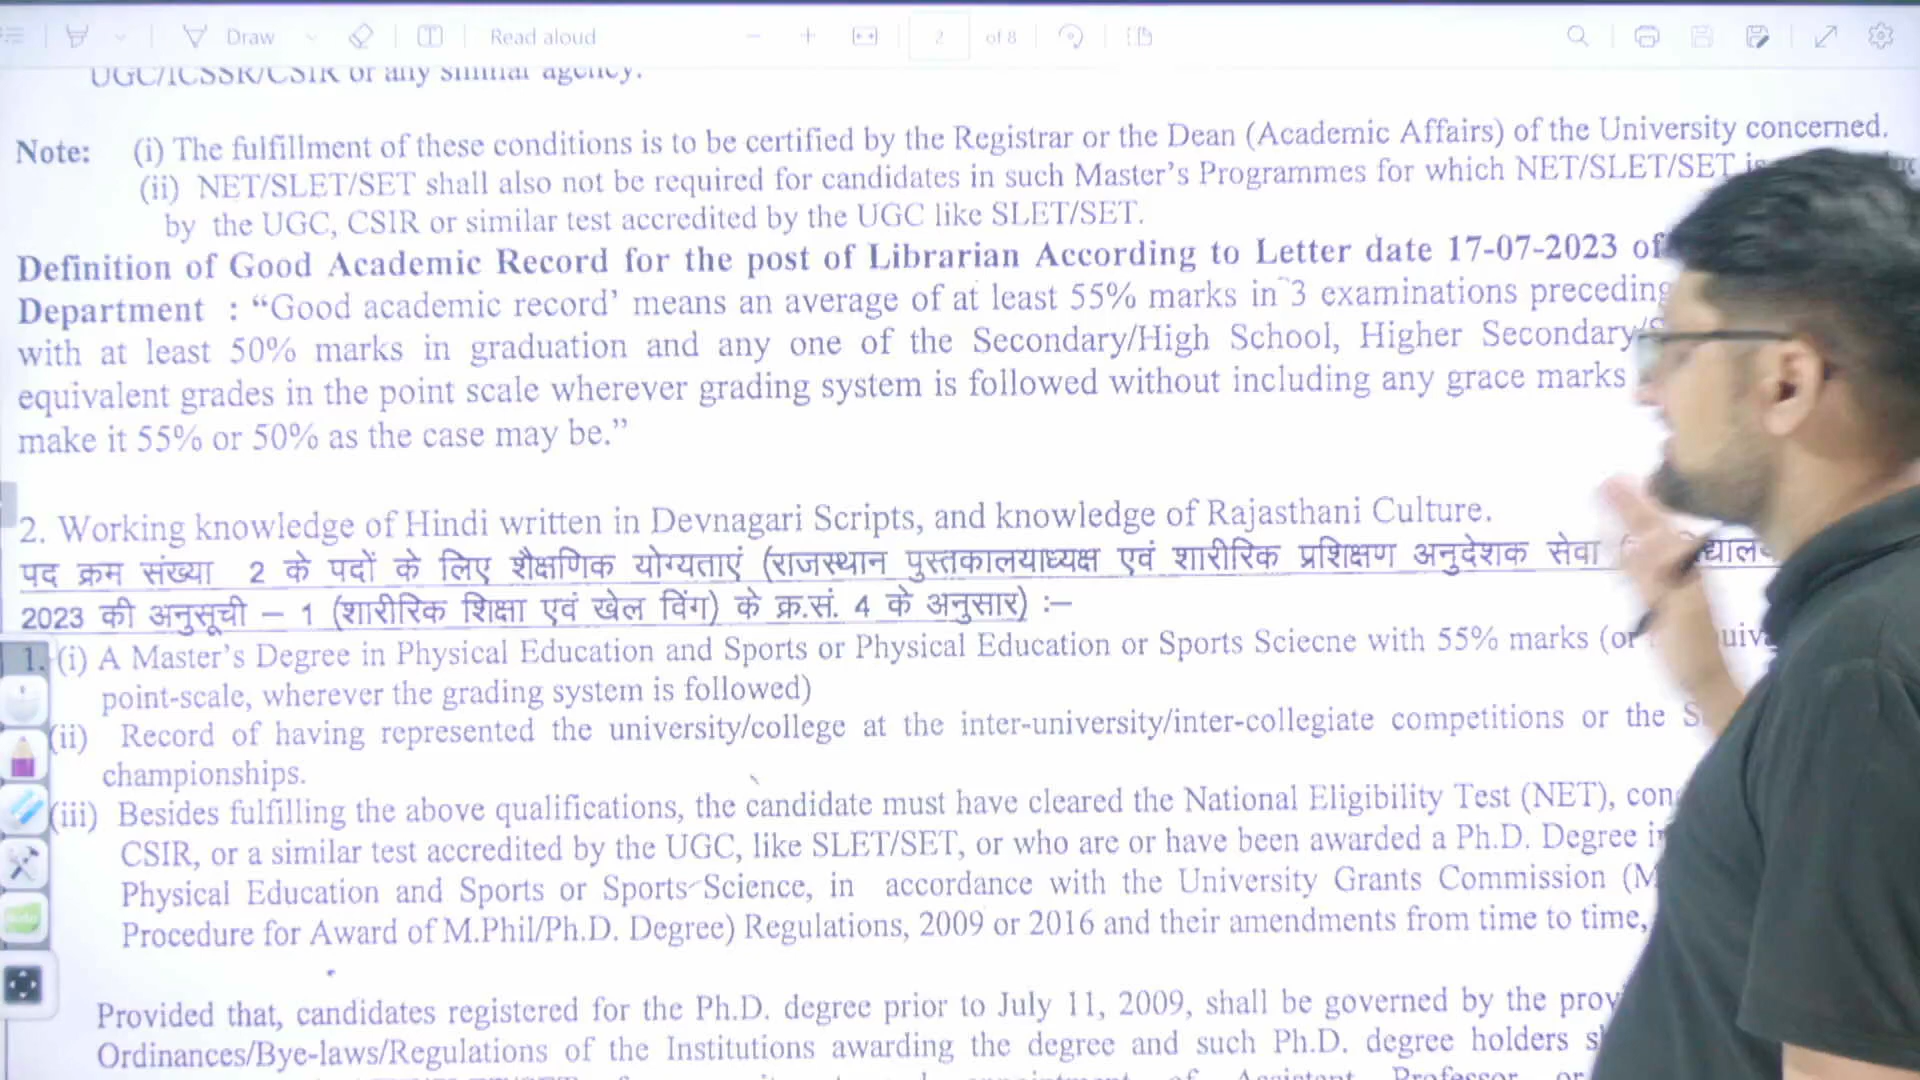 Draw
Read aloud
2
of 8
UGC/ICSSR/CSIR or any similar agency.
Note: (i) The fulfillment of these conditions is to be certified by the Registrar or the Dean (Academic Affairs) of the University concerned.
(ii) NET/SLET/SET shall also not be required for candidates in such Master's Programmes for which NET/SLET/SET
by the UGC, CSIR or similar test accredited by the UGC like SLET/SET.
Definition of Good Academic Record for the post of Librarian According to Letter date 17-07-2023 of
Department : “Good academic record’ means an average of at least 55% marks in 3 examinations preceding
with at least 50% marks in graduation and any one of the Secondary/High School, Higher Secondary/
equivalent grades in the point scale wherever grading system is followed without including any grace marks
make it 55% or 50% as the case may be.”
2. Working knowledge of Hindi written in Devnagari Scripts, and knowledge of Rajasthani Culture.
पद क्रम संख्या 2 के पदों के लिए शैक्षणिक योग्यताएं (राजस्थान पुस्तकालयाध्यक्ष एवं शारीरिक प्रशिक्षण अनुदेशक सेवा
2023 की अनुसूची – 1 (शारीरिक शिक्षा एवं खेल विंग) के क्र.सं. 4 के अनुसार) :–
1. (i) A Master's Degree in Physical Education and Sports or Physical Education or Sports Sciecne with 55% marks (or
point-scale, wherever the grading system is followed)
(ii) Record of having represented the university/college at the inter-university/inter-collegiate competitions or the
championships.
(iii) Besides fulfilling the above qualifications, the candidate must have cleared the National Eligibility Test (NET),
CSIR, or a similar test accredited by the UGC, like SLET/SET, or who are or have been awarded a Ph.D. Degree
Physical Education and Sports or Sports Science, in accordance with the University Grants Commission
Procedure for Award of M.Phil/Ph.D. Degree) Regulations, 2009 or 2016 and their amendments from time to time,
Provided that, candidates registered for the Ph.D. degree prior to July 11, 2009, shall be governed by the
Ordinances/Bye-laws/Regulations of the Institutions awarding the degree and such Ph.D. degree holders
of Assistant Professor or